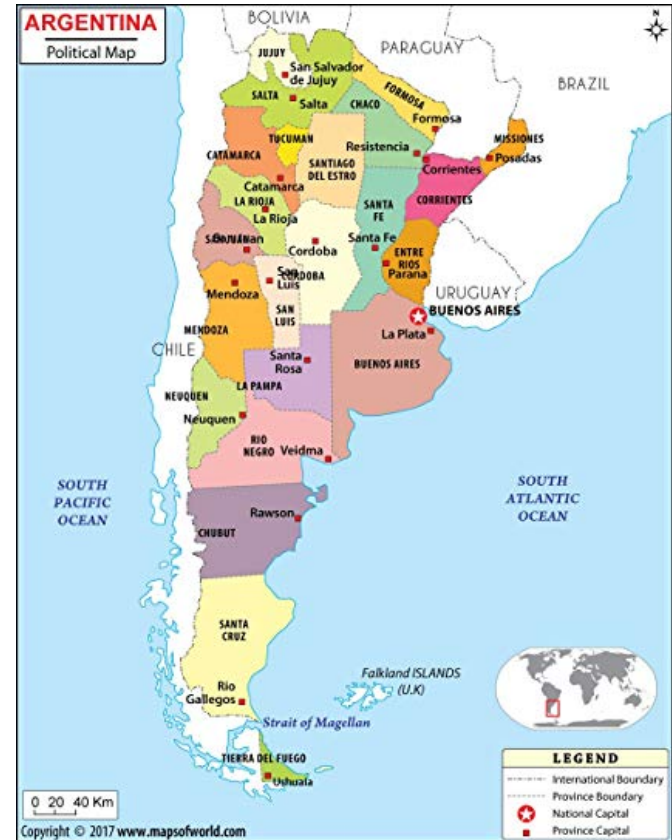 ARGENTINA
Political Map
BOLIVIA
PARAGUAY
BRAZIL
N
JUJUY
San Salvador
de Jujuy
SALTA
Salta
FORMOSA
Formosa
CHACO
Resistencia
Corrientes
CORRIENTES
MISSIONES
Posadas
TUCUMAN
CATAMARCA
Catamarca
SANTIAGO
DEL ESTRO
LA RIOJA
La Rioja
SANTA
FE
Santa Fe
SAN JUAN
San Juan
Cordoba
CORDOBA
ENTRE
RIOS
Parana
URUGUAY
BUENOS AIRES
La Plata
BUENOS AIRES
Mendoza
MENDOZA
San
Luis
SAN
LUIS
CHILE
Santa
Rosa
LA PAMPA
NEUQUEN
Neuquen
RIO
NEGRO
Veidma
SOUTH
PACIFIC
OCEAN
SOUTH
ATLANTIC
OCEAN
Rawson
CHUBUT
SANTA
CRUZ
Rio
Gallegos
Falkland ISLANDS
(U.K)
Strait of Magellan
TIERRA DEL FUEGO
Ushuaia
LEGEND
International Boundary
Province Boundary
National Capital
Province Capital
0 20 40 Km
Copyright © 2017 www.mapsofworld.com